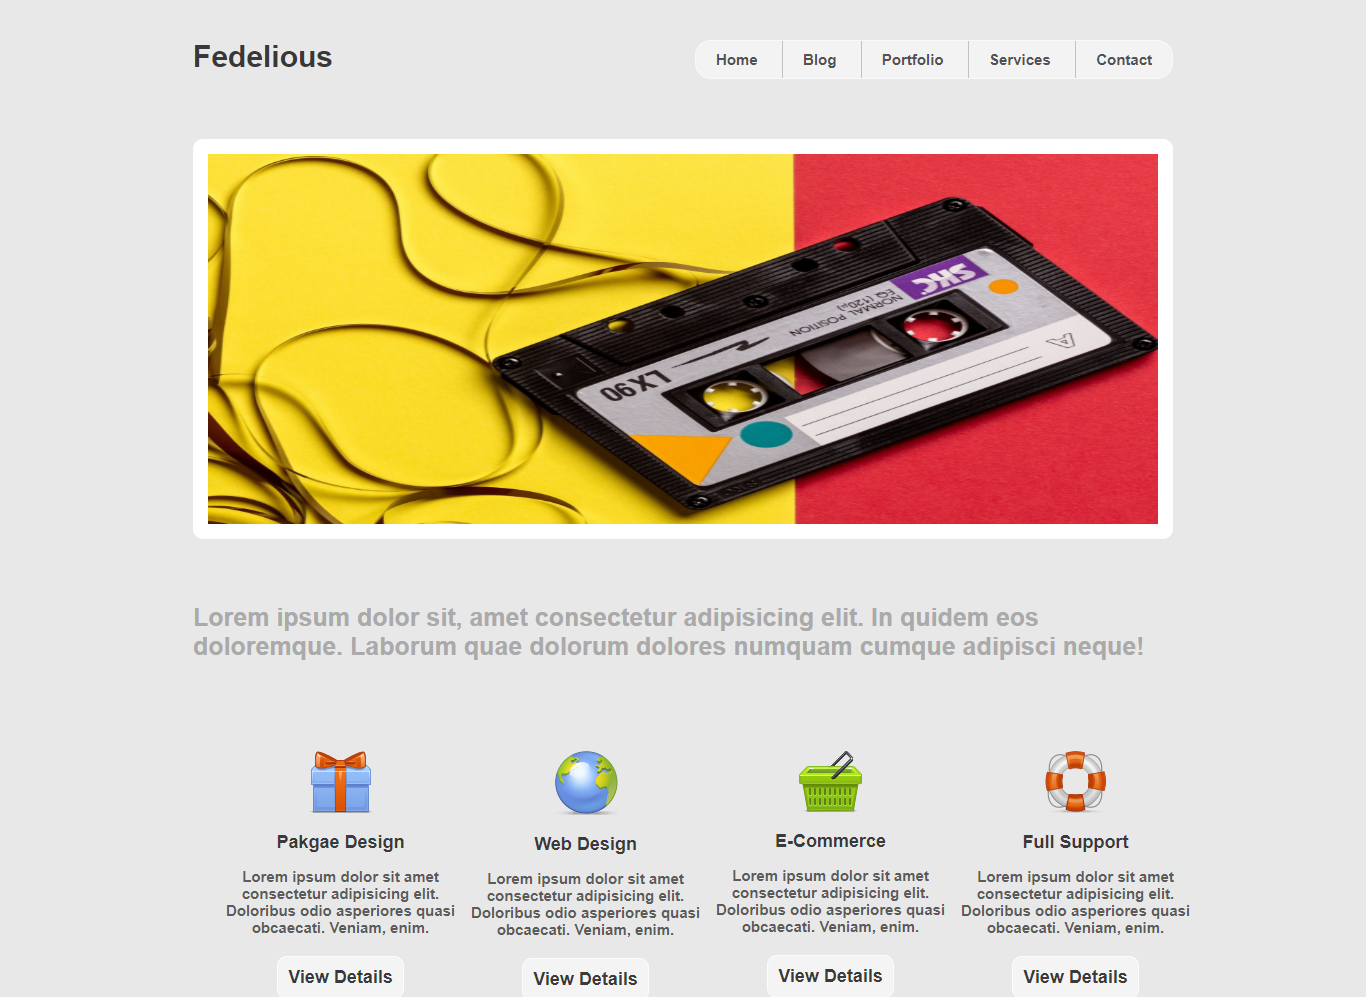 Fedelious
Home Blog Portfolio Services Contact
SKC
EQ (120µ)
NORMAL POSITION
A
LX90
Lorem ipsum dolor sit, amet consectetur adipisicing elit. In quidem eos
doloremque. Laborum quae dolorum dolores numquam cumque adipisci neque!
Pakgae Design
Lorem ipsum dolor sit amet
consectetur adipisicing elit.
Doloribus odio asperiores quasi
obcaecati. Veniam, enim.
View Details
Web Design
Lorem ipsum dolor sit amet
consectetur adipisicing elit.
Doloribus odio asperiores quasi
obcaecati. Veniam, enim.
View Details
E-Commerce
Lorem ipsum dolor sit amet
consectetur adipisicing elit.
Doloribus odio asperiores quasi
obcaecati. Veniam, enim.
View Details
Full Support
Lorem ipsum dolor sit amet
consectetur adipisicing elit.
Doloribus odio asperiores quasi
obcaecati. Veniam, enim.
View Details